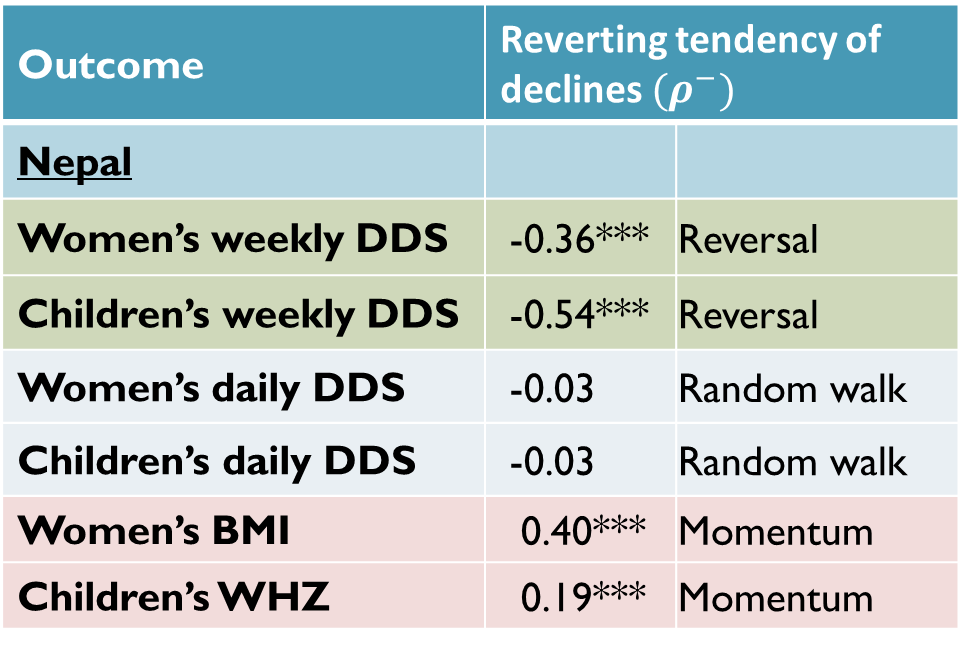 Outcome
Reverting tendency of
declines (ρ⁻)
Nepal
Women’s weekly DDS -0.36*** Reversal
Children’s weekly DDS -0.54*** Reversal
Women’s daily DDS -0.03 Random walk
Children’s daily DDS -0.03 Random walk
Women’s BMI 0.40*** Momentum
Children’s WHZ 0.19*** Momentum